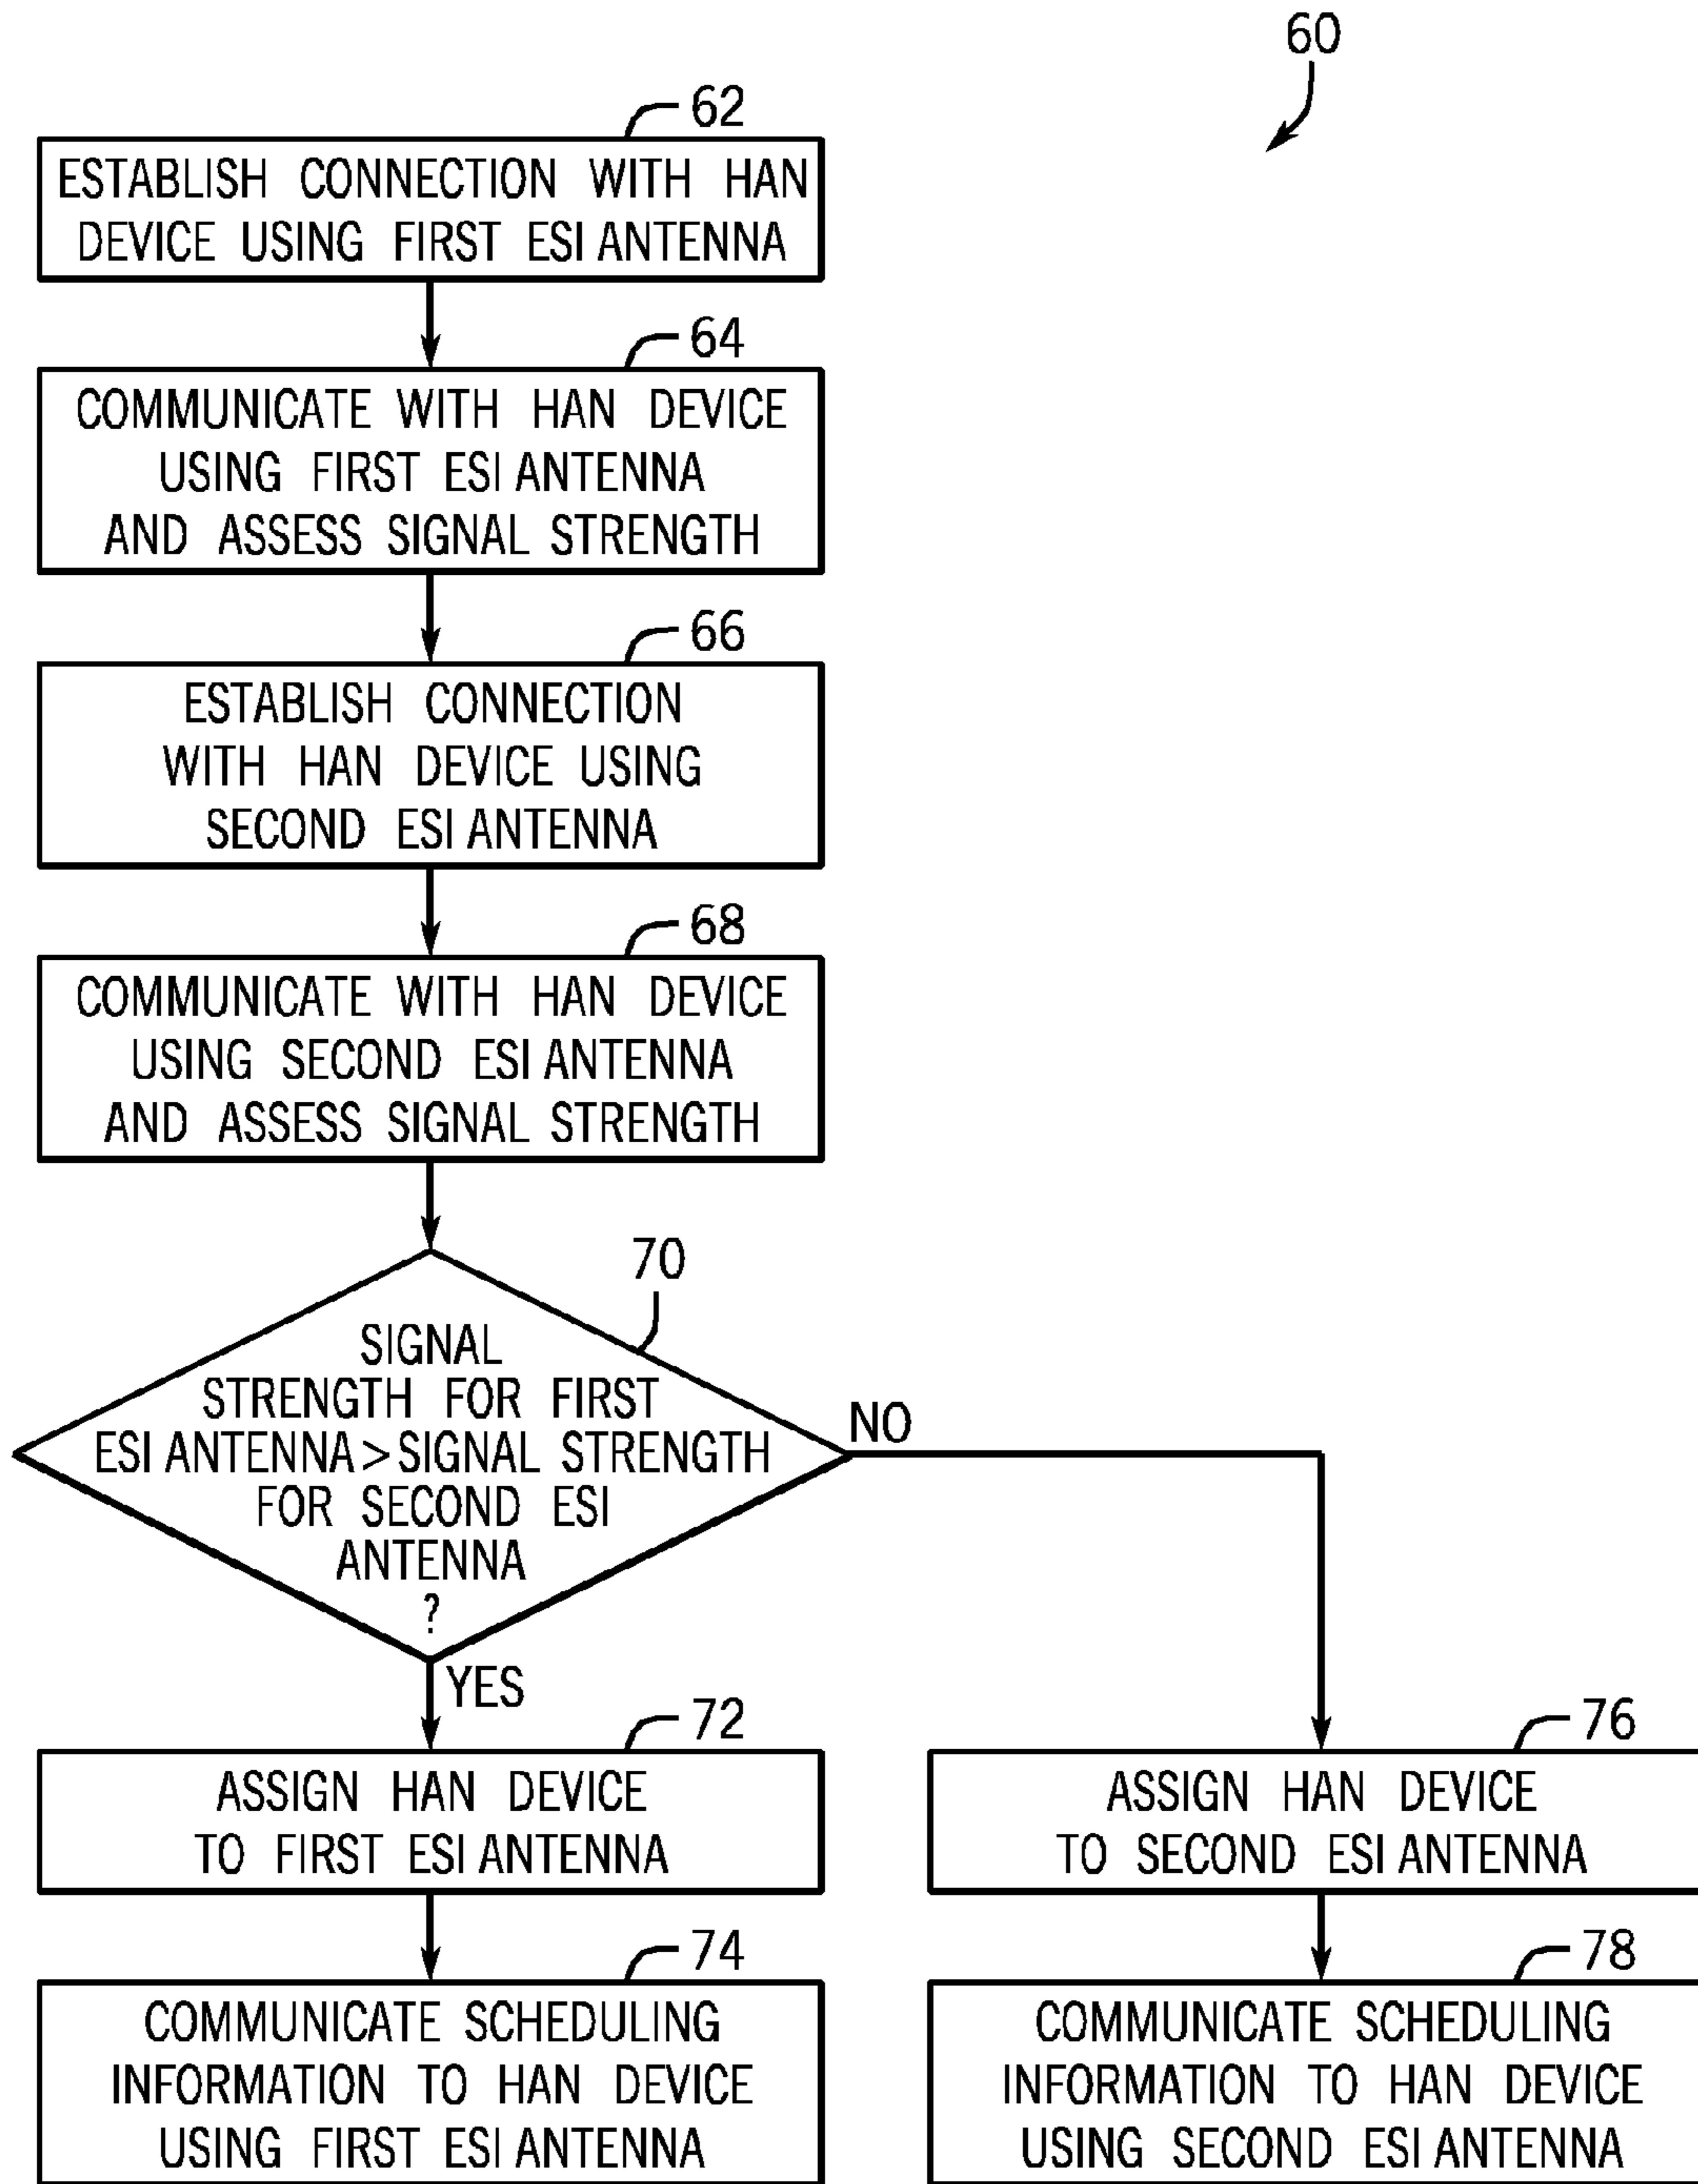 60
62
ESTABLISH CONNECTION WITH HAN
DEVICE USING FIRST ESI ANTENNA
64
COMMUNICATE WITH HAN DEVICE
USING FIRST ESI ANTENNA
AND ASSESS SIGNAL STRENGTH
66
ESTABLISH CONNECTION
WITH HAN DEVICE USING
SECOND ESI ANTENNA
68
COMMUNICATE WITH HAN DEVICE
USING SECOND ESI ANTENNA
AND ASSESS SIGNAL STRENGTH
70
SIGNAL
STRENGTH FOR FIRST
ESI ANTENNA > SIGNAL STRENGTH
FOR SECOND ESI
ANTENNA
?
NO
YES
72
ASSIGN HAN DEVICE
TO FIRST ESI ANTENNA
74
COMMUNICATE SCHEDULING
INFORMATION TO HAN DEVICE
USING FIRST ESI ANTENNA
76
ASSIGN HAN DEVICE
TO SECOND ESI ANTENNA
78
COMMUNICATE SCHEDULING
INFORMATION TO HAN DEVICE
USING SECOND ESI ANTENNA